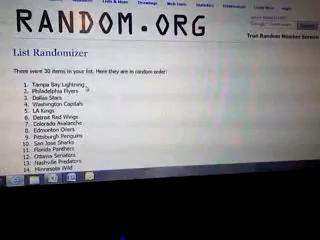 RANDOM.ORG
True Random Number Service
List Randomizer
There were 30 items in your list. Here they are in random order:
1. Tampa Bay Lightning
2. Philadelphia Flyers
3. Dallas Stars
4. Washington Capitals
5. LA Kings
6. Detroit Red Wings
7. Colorado Avalanche
8. Edmonton Oilers
9. Pittsburgh Penguins
10. San Jose Sharks
11. Florida Panthers
12. Ottawa Senators
13. Nashville Predators
14. Minnesota Wild